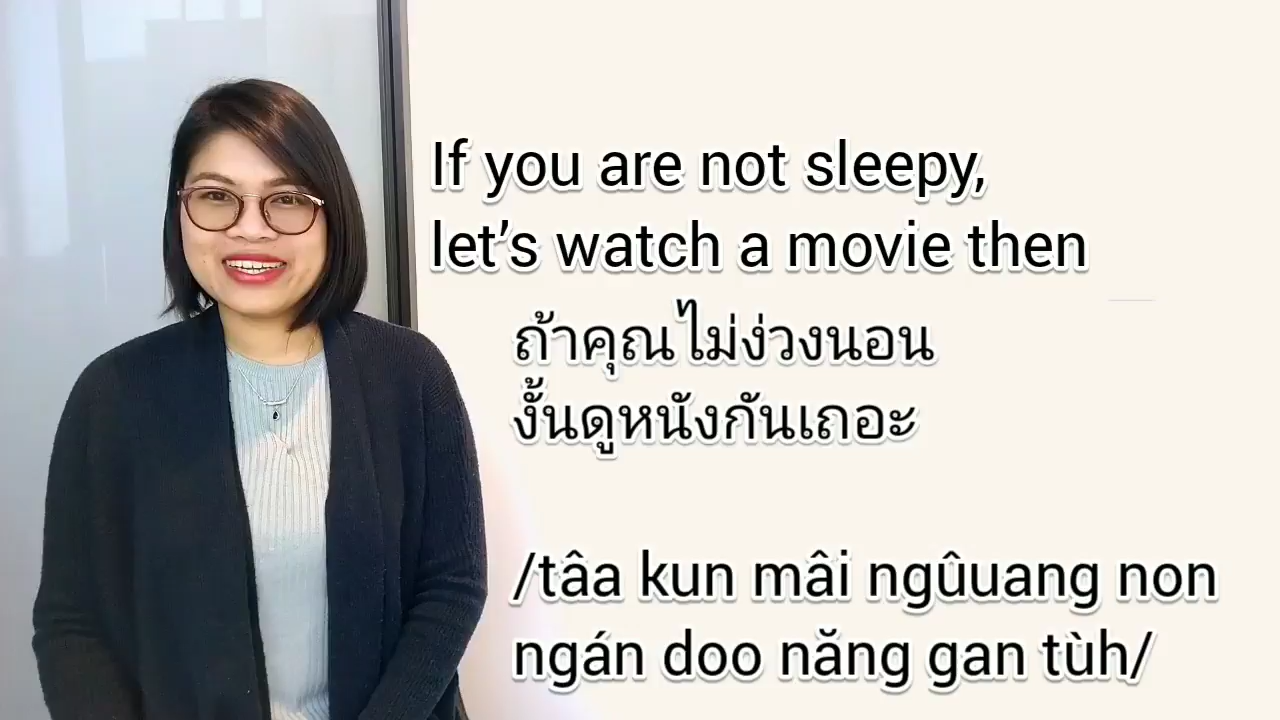 If you are not sleepy,
let's watch a movie then
ถ้าคุณไม่ง่วงนอน
งั้นดูหนังกันเถอะ
/tâa kun mâi ngûuang non
ngán doo năng gan tùh/